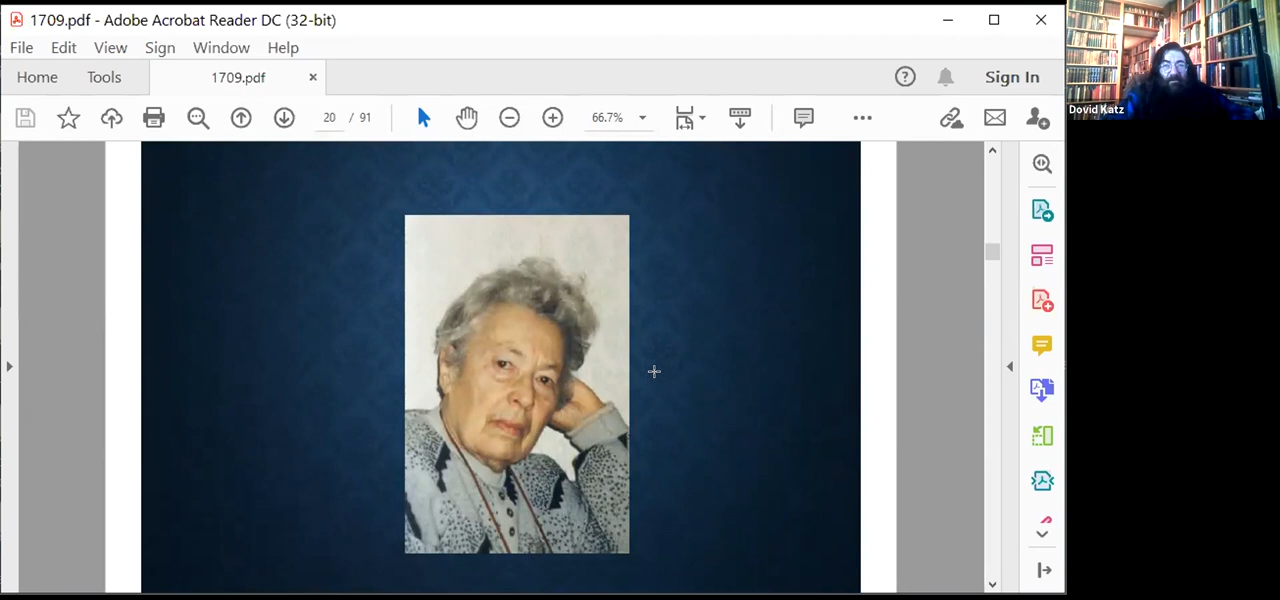 1709.pdf - Adobe Acrobat Reader DC (32-bit)
File Edit View Sign Window Help
Home Tools 1709.pdf × Sign In
20 / 91 66.7%
Dovid Katz